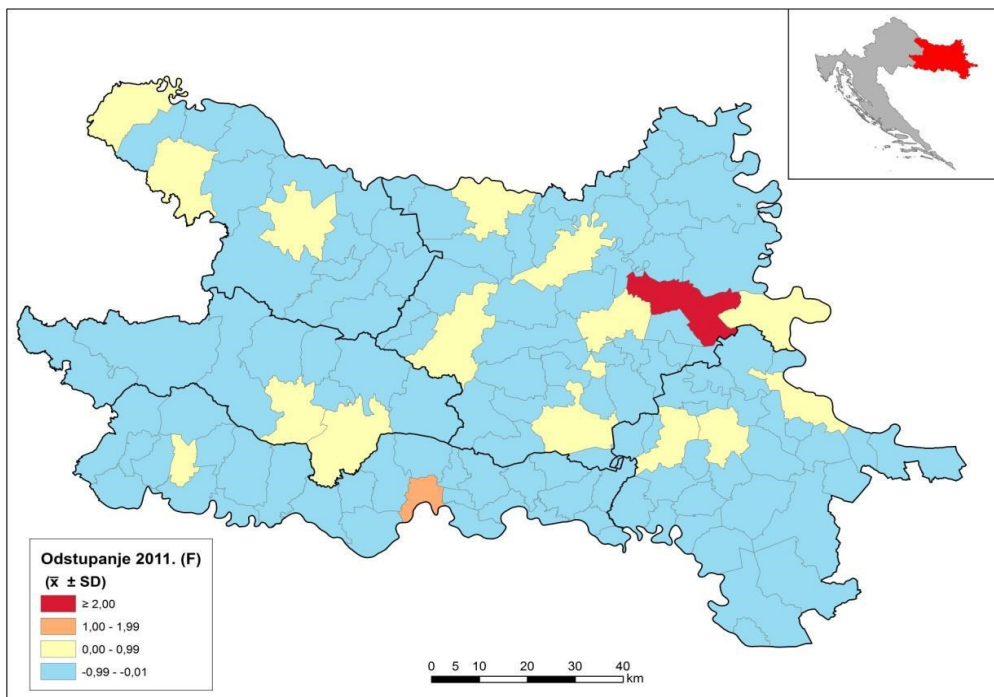 Odstupanje 2011. (F)
(x̅ ± SD)
≥ 2,00
1,00 - 1,99
0,00 - 0,99
-0,99 - -0,01
0 5 10 20 30 40
km